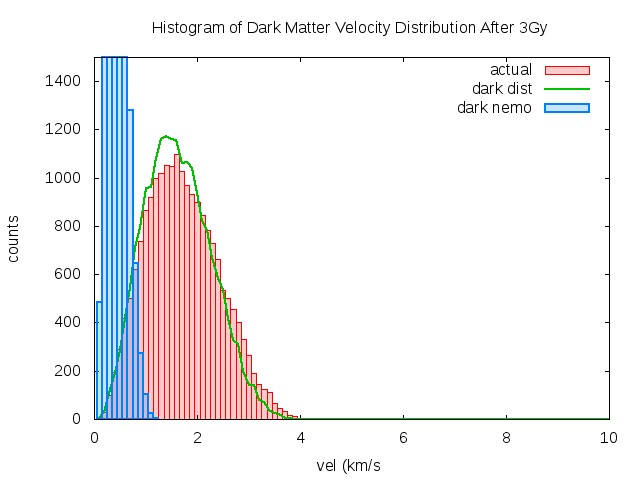 Histogram of Dark Matter Velocity Distribution After 3Gy
actual
dark dist
dark nemo
1400
1200
1000
800
600
400
200
0
counts
0 2 4 6 8 10
vel (km/s